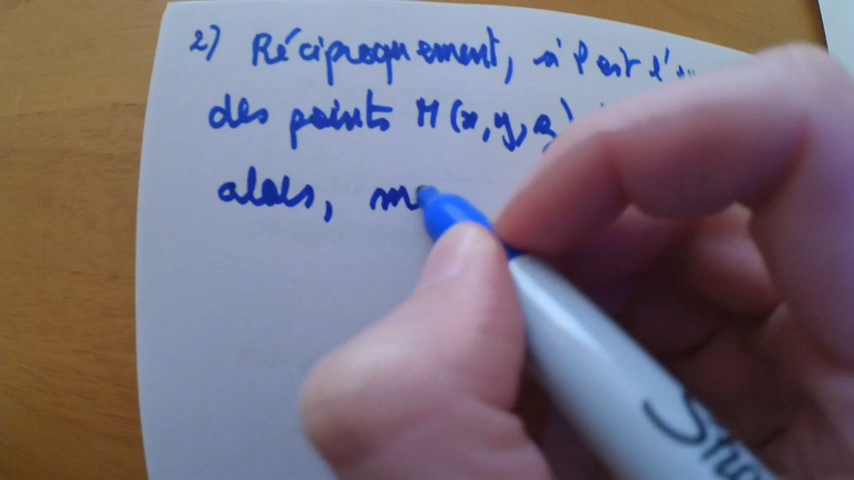 2) Réciproquement, si P est l'
des points M(x, y, z)
alors, m